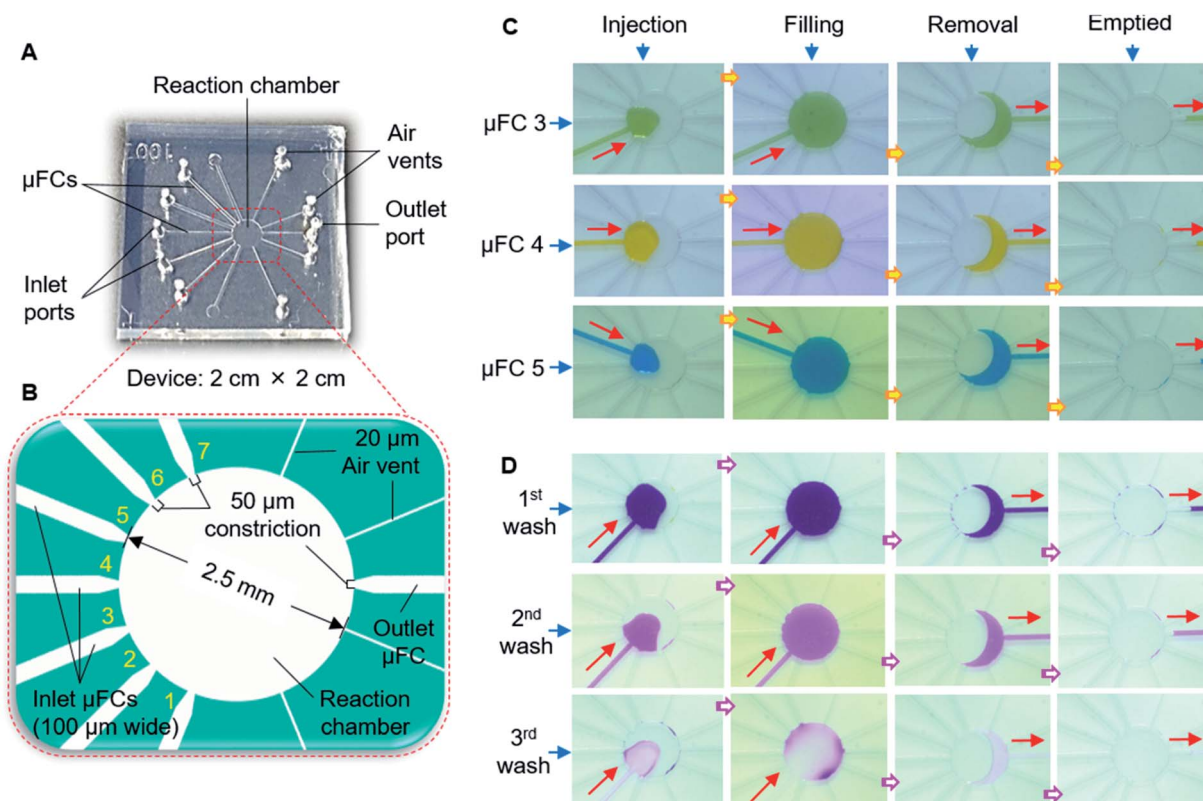 A
Reaction chamber
Air
vents
µFCs
Outlet
port
Inlet
ports
Device: 2 cm × 2 cm
B
20 µm
Air vent
7
6
50 µm
constriction
5
4
2.5 mm
3
2
Outlet
µFC
1
Inlet µFCs
(100 µm wide)
Reaction
chamber
C
Injection
Filling
Removal
Emptied
µFC 3
µFC 4
µFC 5
D
1st
wash
2nd
wash
3rd
wash